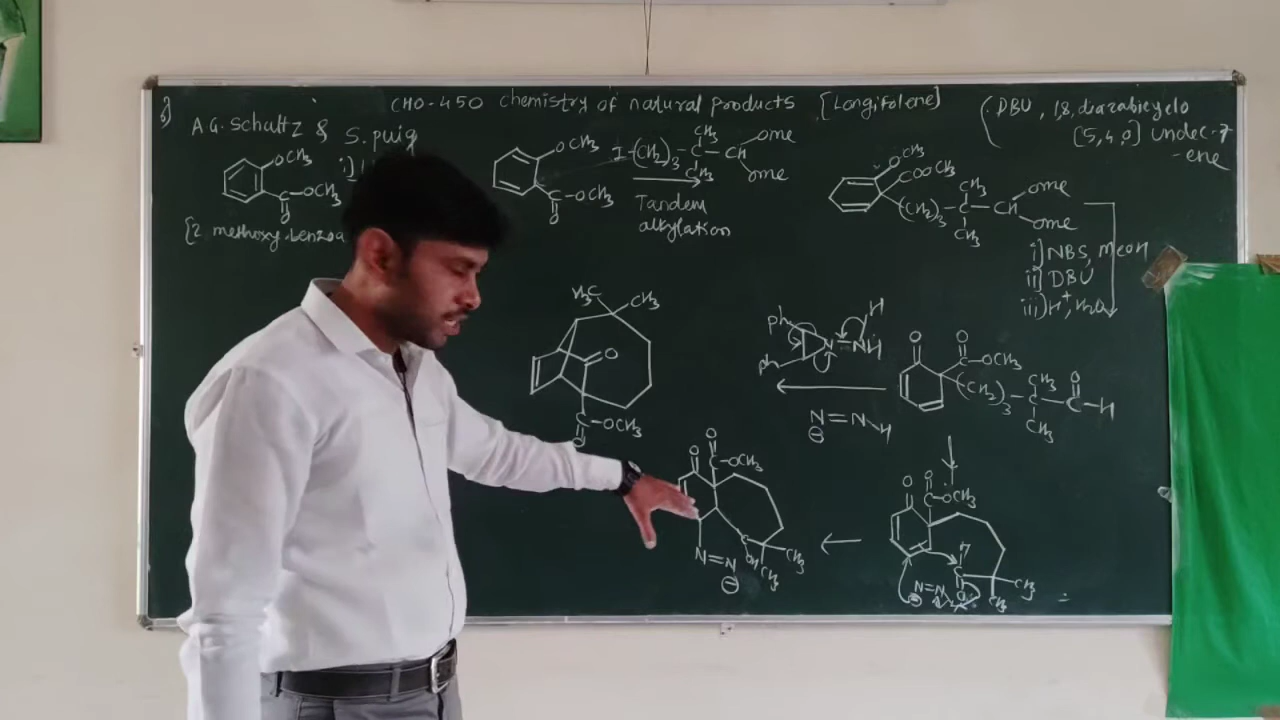 CHO-450 chemistry of natural products [Longifolene]
A.G. Schultz & S. puig
(. DBU, 1,8, diazabicyclo
[5,4,0] undec-7
-ene
OCH3
C-OCH3
O
{2. methoxy-benzoa
OCH3
C-OCH3
O
I-(CH2)3-C-CH
CH3
CH3
OMe
OMe
Tandem
alkylation
OCH3
COOCH3
(CH2)3-C-CH
CH3
CH3
OMe
OMe
i] NBS, MeOH
ii] DBU
iii) H+, H2O
H3C
CH3
O
C-OCH3
O
Ph
Ph
N=N
H
H
N=N-H
⊖
O
O
C-OCH3
(CH2)3-C-C-H
CH3
CH3
O
O
O
C-OCH3
N=N
⊖
OH
CH3
CH3
O
O
C-OCH3
N=N
⊖
CH3
CH3